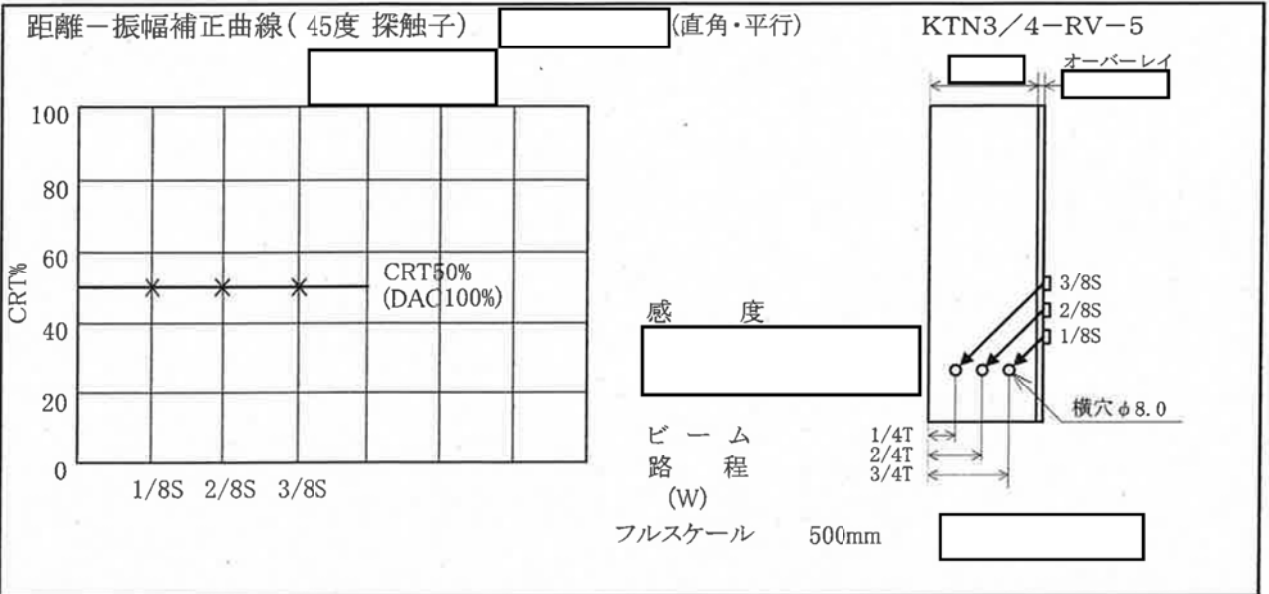 距離－振幅補正曲線( 45度 探触子)
(直角・平行)
KTN3／4－RV－5
オーバーレイ
100
80
60
40
20
0
CRT%
CRT50%
(DAC100%)
1/8S 2/8S 3/8S
感 度
3/8S
2/8S
1/8S
横穴φ8.0
ビ ー ム
路 程
(W)
1/4T
2/4T
3/4T
フルスケール 500mm